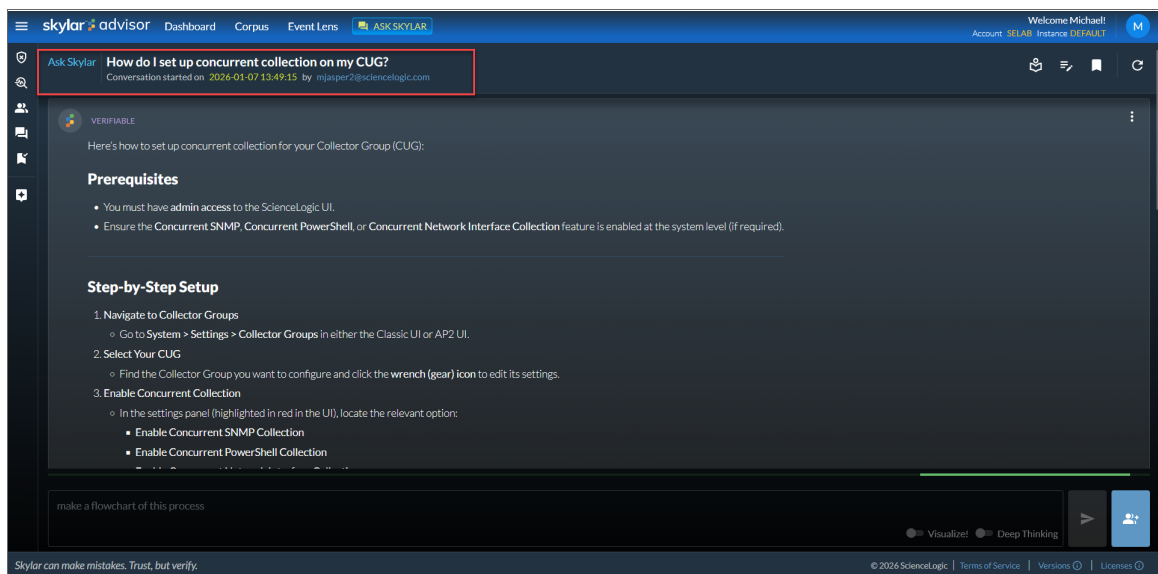 skylar advisor Dashboard Corpus Event Lens ASK SKYLAR
Welcome Michael!
Account SELAB Instance DEFAULT
M
Ask Skylar How do I set up concurrent collection on my CUG?
Conversation started on 2026-01-07 13:49:15 by mjasper2@sciencelogic.com
VERIFIABLE
Here's how to set up concurrent collection for your Collector Group (CUG):
Prerequisites
• You must have admin access to the ScienceLogic UI.
• Ensure the Concurrent SNMP, Concurrent PowerShell, or Concurrent Network Interface Collection feature is enabled at the system level (if required).
Step-by-Step Setup
1. Navigate to Collector Groups
○ Go to System > Settings > Collector Groups in either the Classic UI or AP2 UI.
2. Select Your CUG
○ Find the Collector Group you want to configure and click the wrench (gear) icon to edit its settings.
3. Enable Concurrent Collection
○ In the settings panel (highlighted in red in the UI), locate the relevant option:
▪ Enable Concurrent SNMP Collection
▪ Enable Concurrent PowerShell Collection
make a flowchart of this process
Visualize! Deep Thinking
Skylar can make mistakes. Trust, but verify.
© 2026 ScienceLogic | Terms of Service | Versions | Licenses